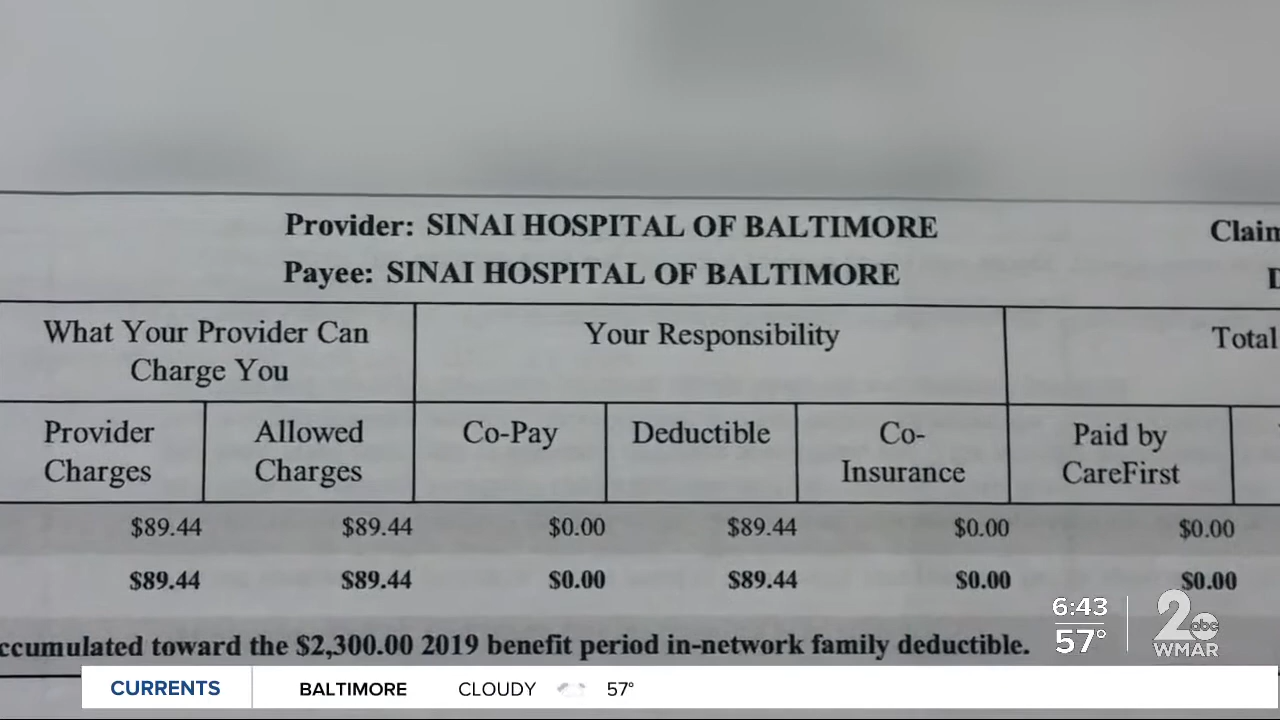 Provider: SINAI HOSPITAL OF BALTIMORE
Claim
Payee: SINAI HOSPITAL OF BALTIMORE
What Your Provider Can
Charge You
Your Responsibility
Total
Provider
Charges
Allowed
Charges
Co-Pay
Deductible
Co-
Insurance
Paid by
CareFirst
$89.44 $89.44 $0.00 $89.44 $0.00 $0.00
$89.44 $89.44 $0.00 $89.44 $0.00 $0.00
ccumulated toward the $2,300.00 2019 benefit period in-network family deductible.
6:43
57°
2 abc
WMAR
CURRENTS BALTIMORE CLOUDY 57°